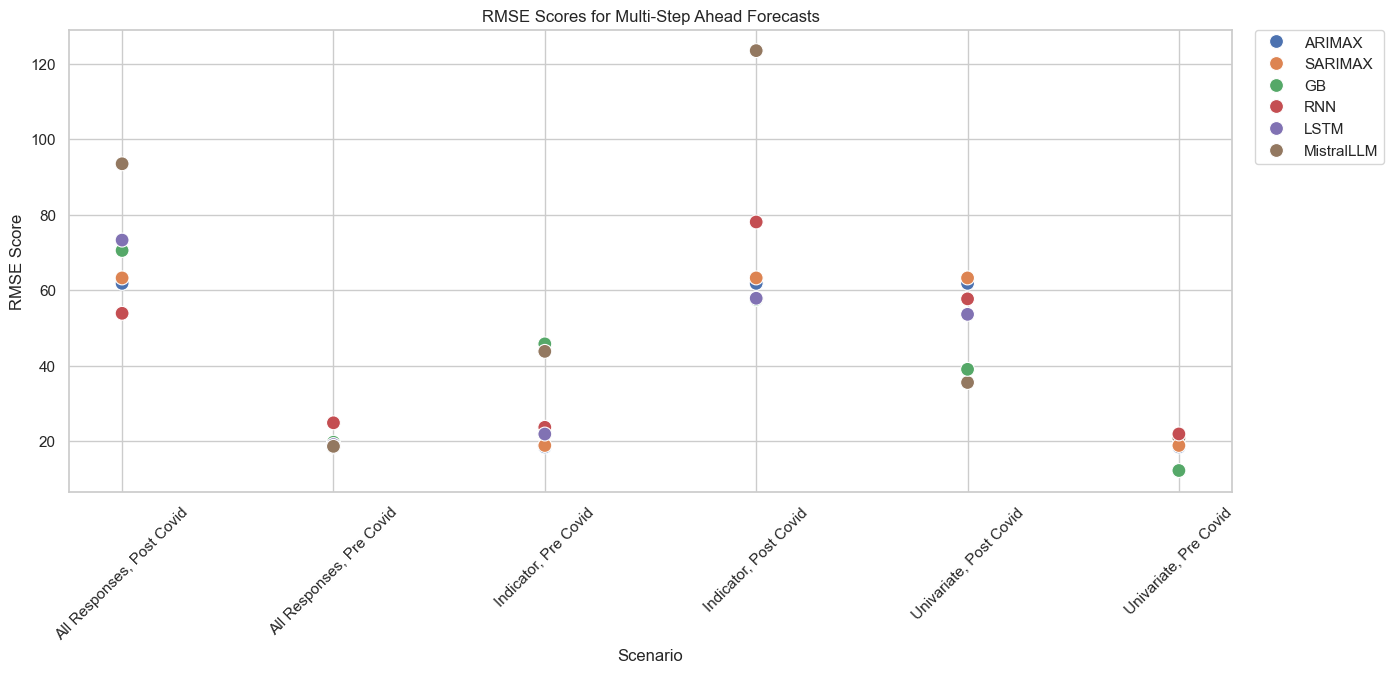 RMSE Scores for Multi-Step Ahead Forecasts
ARIMAX
SARIMAX
GB
RNN
LSTM
MistralLLM
RMSE Score
120
100
80
60
40
20
All Responses, Post Covid
All Responses, Pre Covid
Indicator, Pre Covid
Indicator, Post Covid
Univariate, Post Covid
Univariate, Pre Covid
Scenario